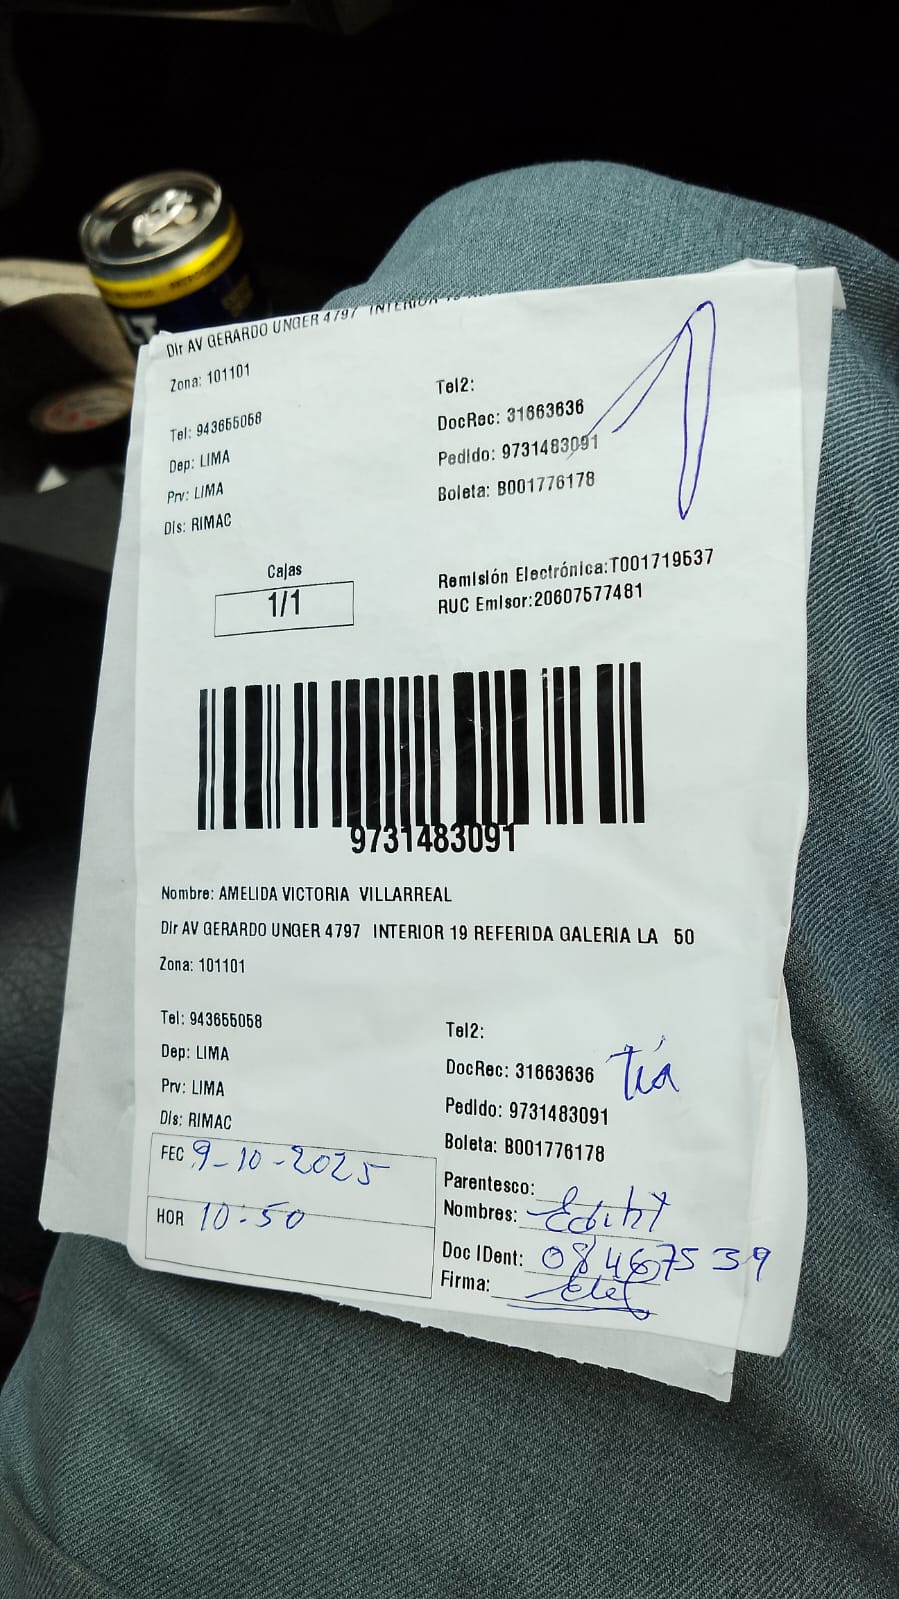 Dir AV GERARDO UNGER 4797 INTERIOR 19
Zona: 101101
Tel: 943655058
Dep: LIMA
Prv: LIMA
Dis: RIMAC
Tel2:
DocRec: 31663636
Pedido: 9731483091
Boleta: B001776178
Cajas
1/1
Remisión Electrónica:T001719537
RUC Emisor:20607577481
9731483091
Nombre: AMELIDA VICTORIA VILLARREAL
Dir AV GERARDO UNGER 4797 INTERIOR 19 REFERIDA GALERIA LA 50
Zona: 101101
Tel: 943655058
Dep: LIMA
Prv: LIMA
Dis: RIMAC
Tel2:
DocRec: 31663636 tía
Pedido: 9731483091
Boleta: B001776178
FEC 9-10-2025
HOR 10-50
Parentesco:
Nombres:
Doc IDent: 08467539
Firma: